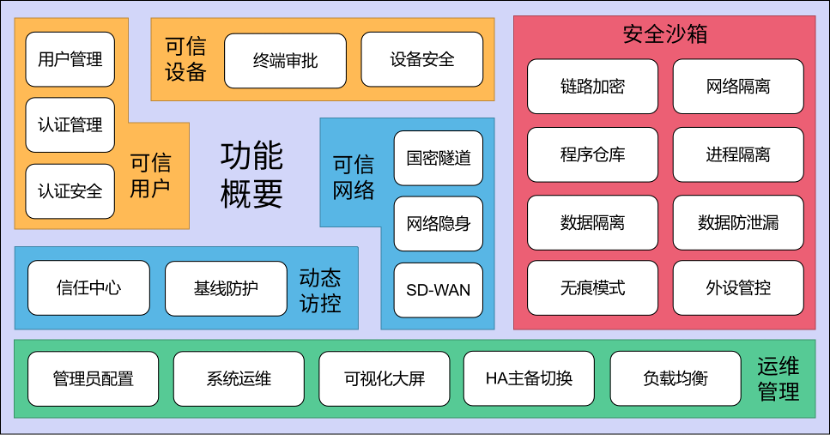 用户管理
认证管理
认证安全
可信
用户
可信
设备
终端审批
设备安全
功能
概要
可信
网络
国密隧道
网络隐身
SD-WAN
信任中心
基线防护
动态
访控
安全沙箱
链路加密
网络隔离
程序仓库
进程隔离
数据隔离
数据防泄漏
无痕模式
外设管控
管理员配置
系统运维
可视化大屏
HA主备切换
负载均衡
运维
管理